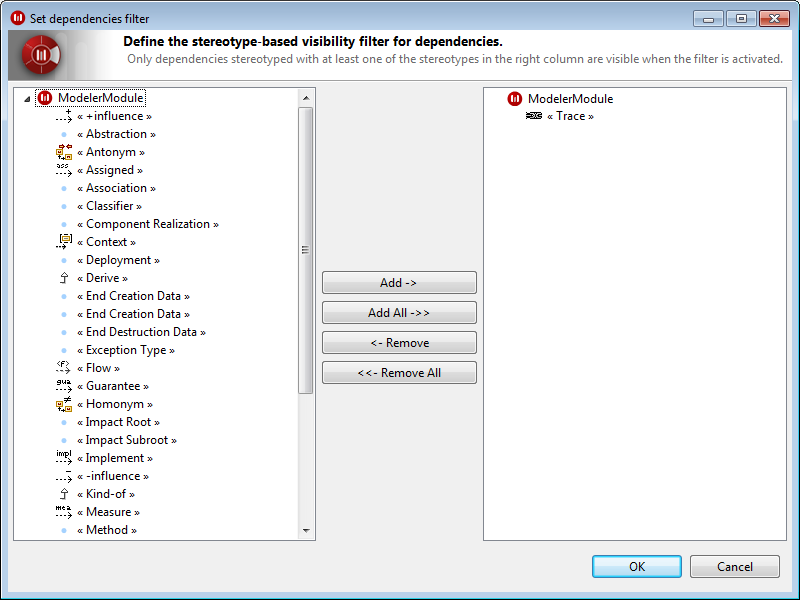 Set dependencies filter
Define the stereotype-based visibility filter for dependencies.
Only dependencies stereotyped with at least one of the stereotypes in the right column are visible when the filter is activated.
ModelerModule
« +influence »
« Abstraction »
« Antonym »
ass « Assigned »
« Association »
« Classifier »
« Component Realization »
« Context »
« Deployment »
« Derive »
« End Creation Data »
« End Creation Data »
« End Destruction Data »
« Exception Type »
<F> « Flow »
gua « Guarantee »
« Homonym »
« Impact Root »
« Impact Subroot »
impl « Implement »
« -influence »
« Kind-of »
mea « Measure »
« Method »
Add ->
Add All ->>
<- Remove
<<- Remove All
ModelerModule
« Trace »
OK
Cancel